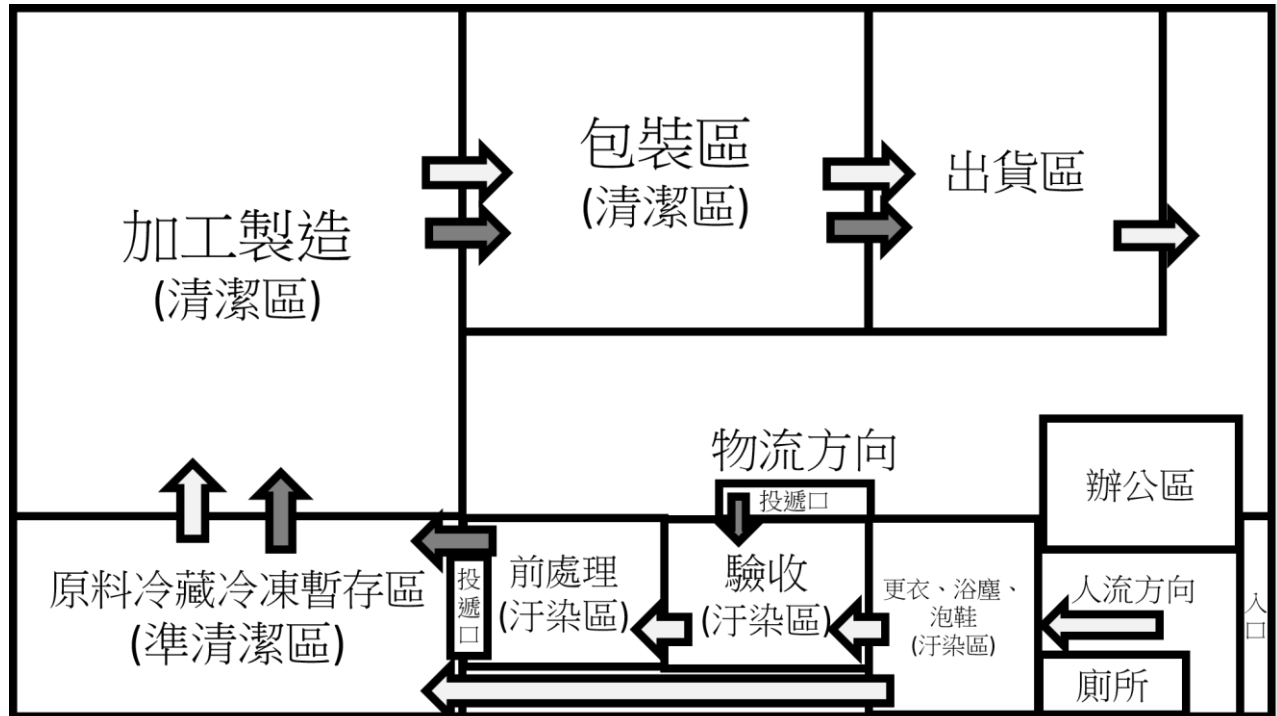 包裝區
(清潔區)
出貨區
加工製造
(清潔區)
物流方向
投遞口
辦公區
原料冷藏冷凍暫存區
(準清潔區)
投遞口
前處理
(汙染區)
驗收
(汙染區)
更衣、浴塵、
泡鞋
(汙染區)
人流方向
入口
廁所